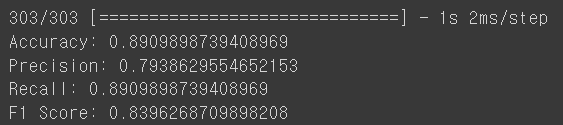 303/303 [==============================] - 1s 2ms/step
Accuracy: 0.8909898739408969
Precision: 0.7938629554652153
Recall: 0.8909898739408969
F1 Score: 0.8396268709898208